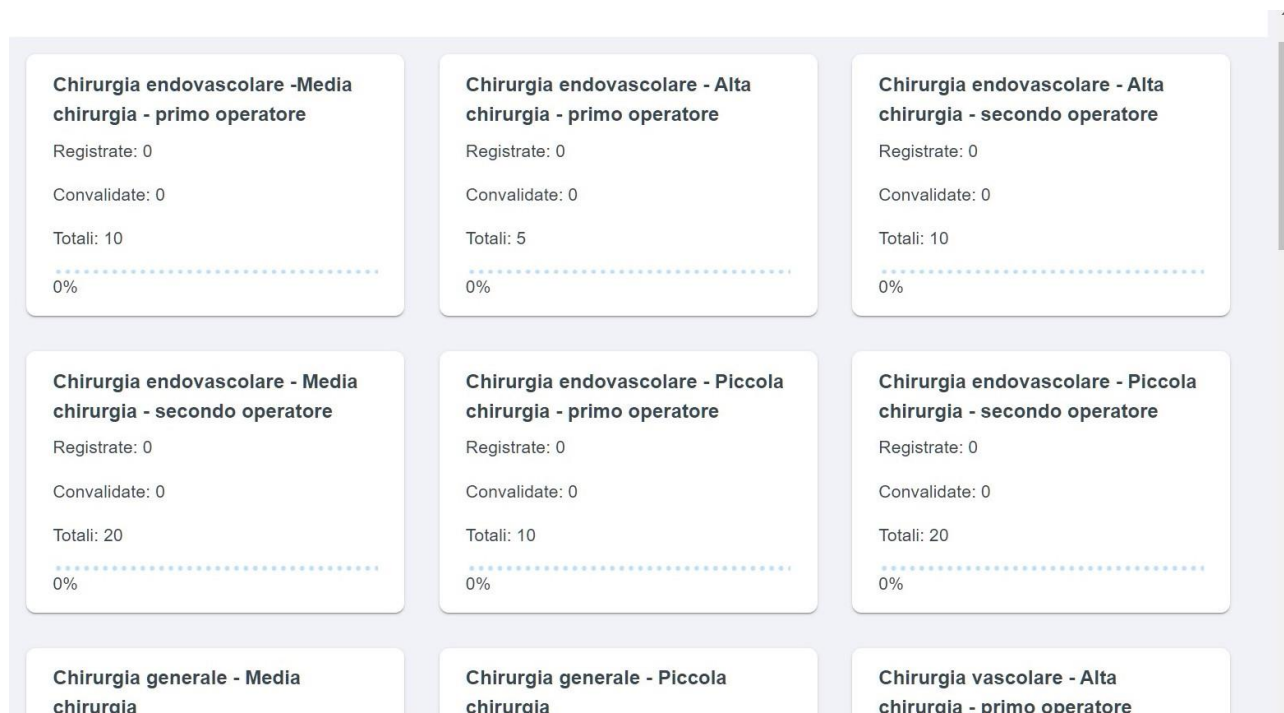 Chirurgia endovascolare -Media
chirurgia - primo operatore
Registrate: 0
Convalidate: 0
Totali: 10
0%
Chirurgia endovascolare - Alta
chirurgia - primo operatore
Registrate: 0
Convalidate: 0
Totali: 5
0%
Chirurgia endovascolare - Alta
chirurgia - secondo operatore
Registrate: 0
Convalidate: 0
Totali: 10
0%
Chirurgia endovascolare - Media
chirurgia - secondo operatore
Registrate: 0
Convalidate: 0
Totali: 20
0%
Chirurgia endovascolare - Piccola
chirurgia - primo operatore
Registrate: 0
Convalidate: 0
Totali: 10
0%
Chirurgia endovascolare - Piccola
chirurgia - secondo operatore
Registrate: 0
Convalidate: 0
Totali: 20
0%
Chirurgia generale - Media
chirurgia
Chirurgia generale - Piccola
chirurgia
Chirurgia vascolare - Alta
chirurgia - primo operatore